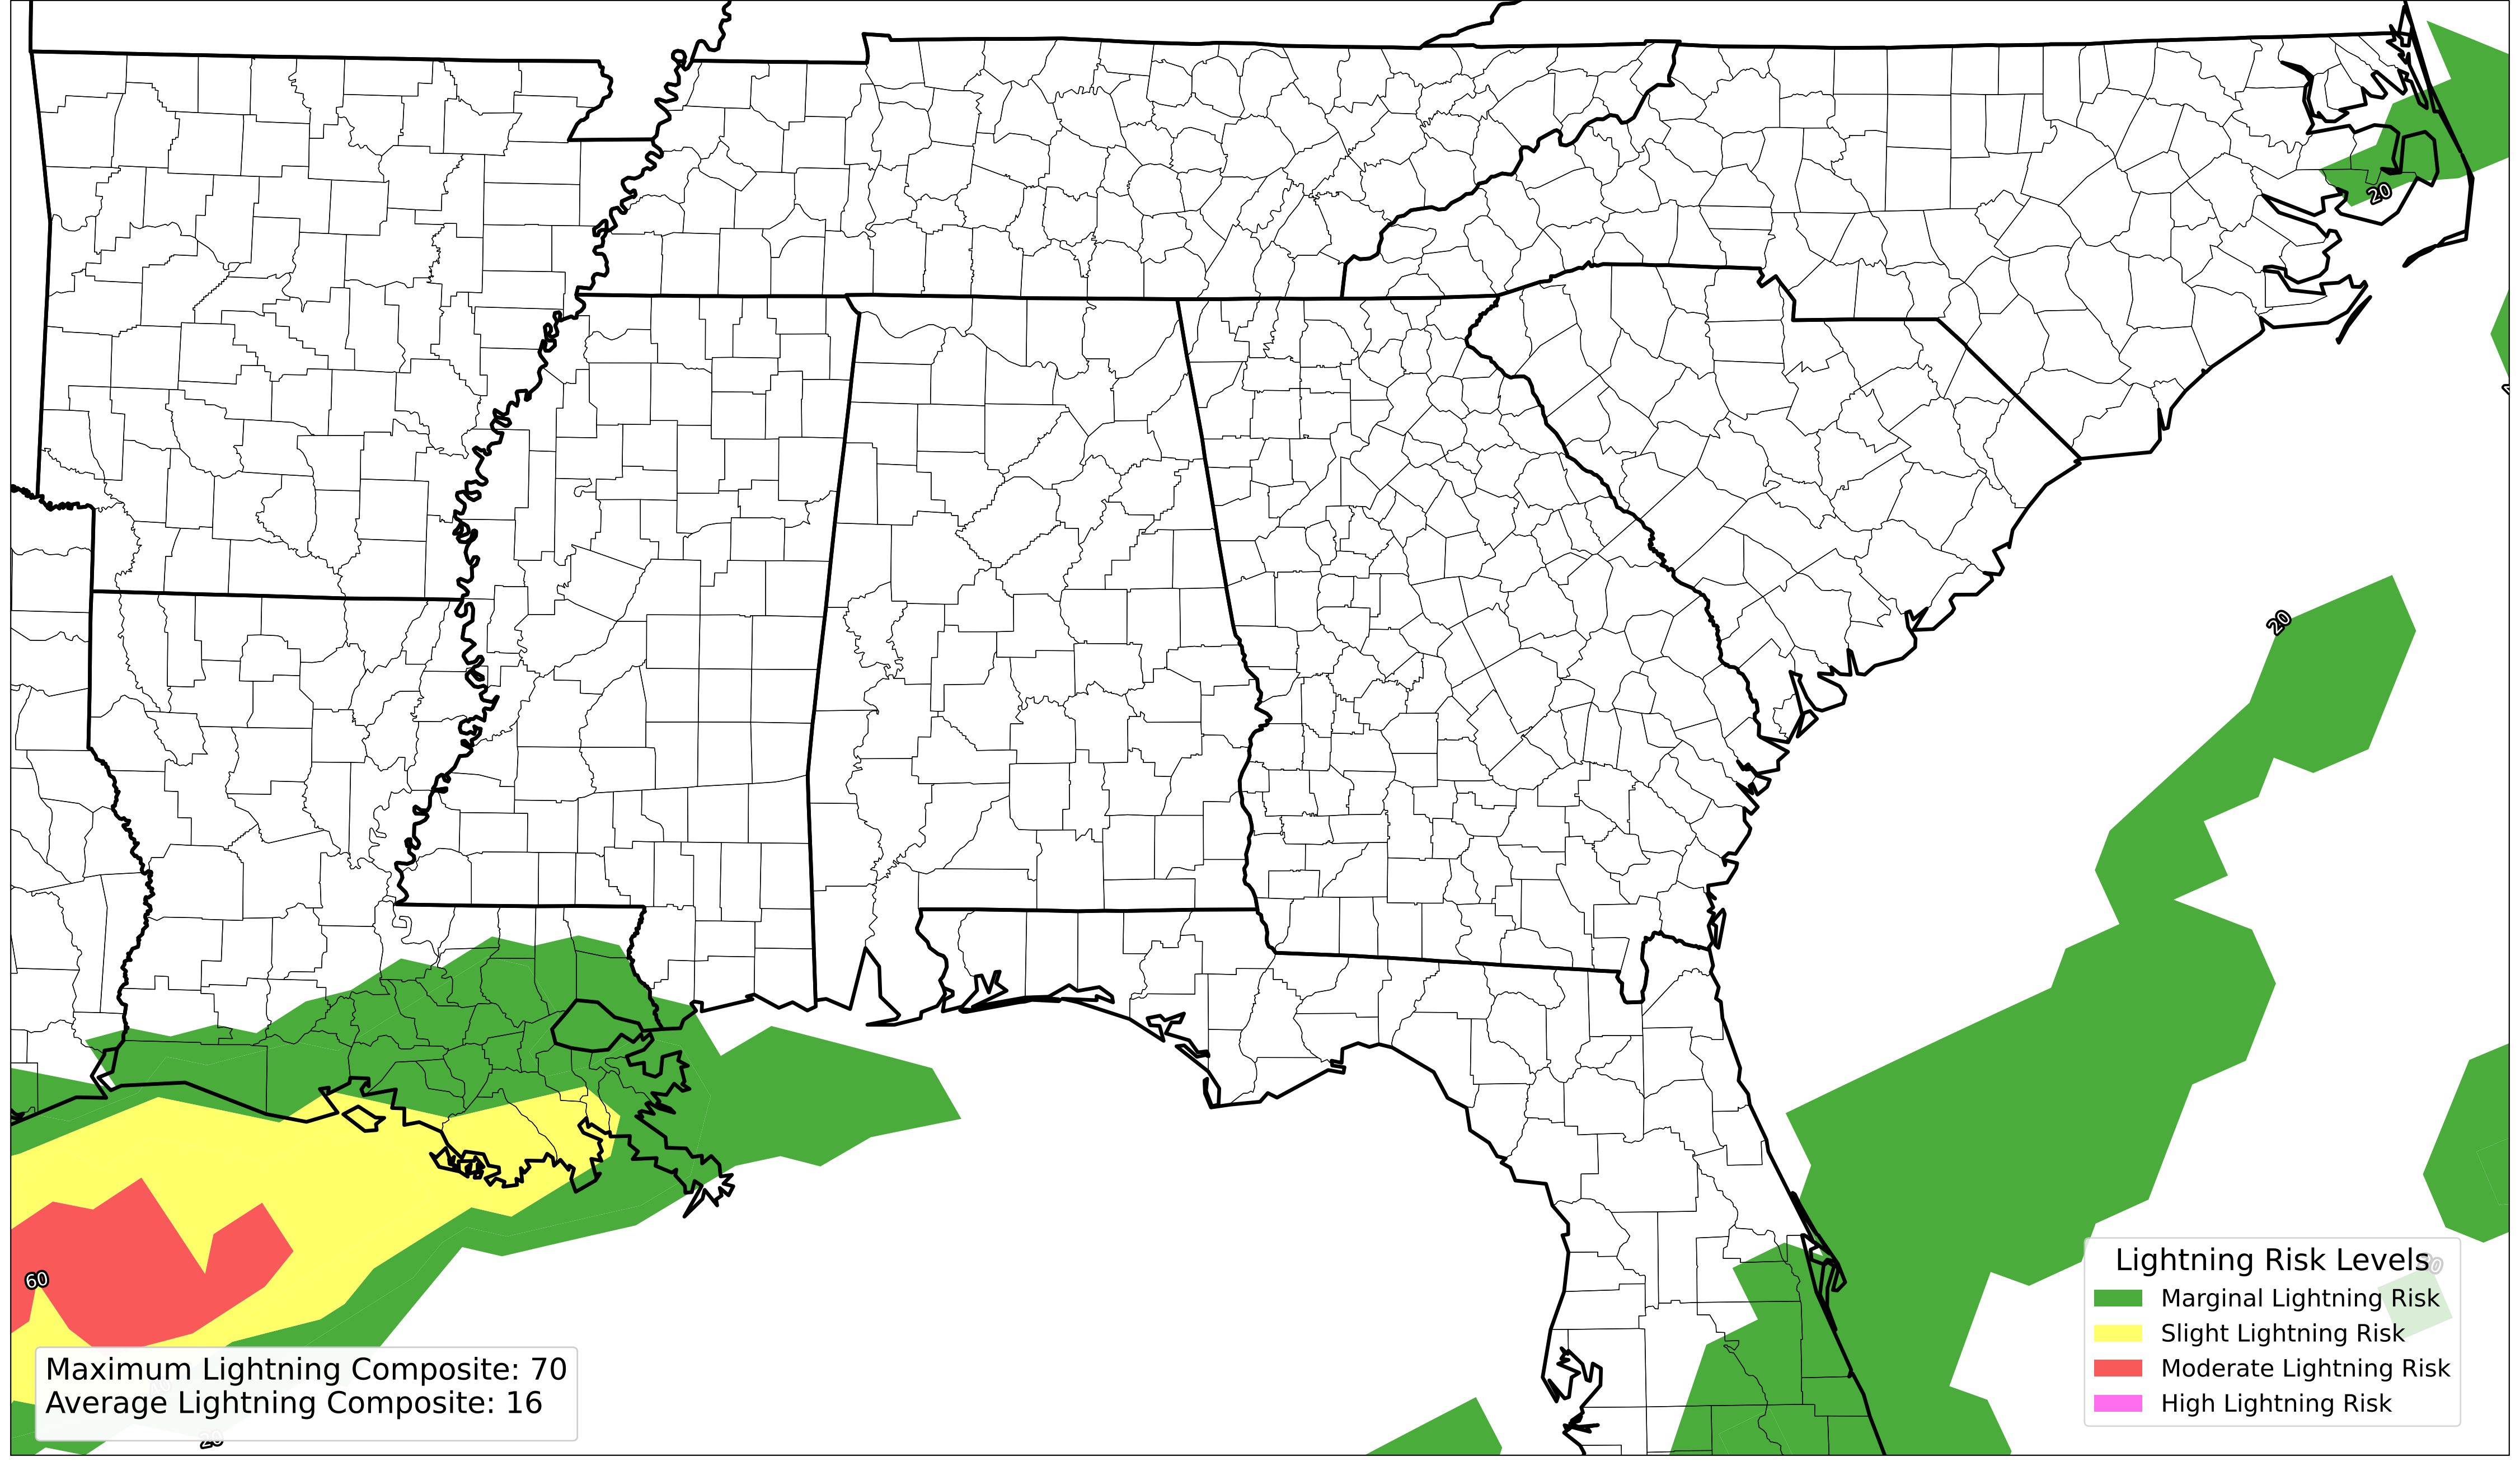 20
20
60
Lightning Risk Levels
Marginal Lightning Risk
Slight Lightning Risk
Moderate Lightning Risk
High Lightning Risk
Maximum Lightning Composite: 70
Average Lightning Composite: 16
20